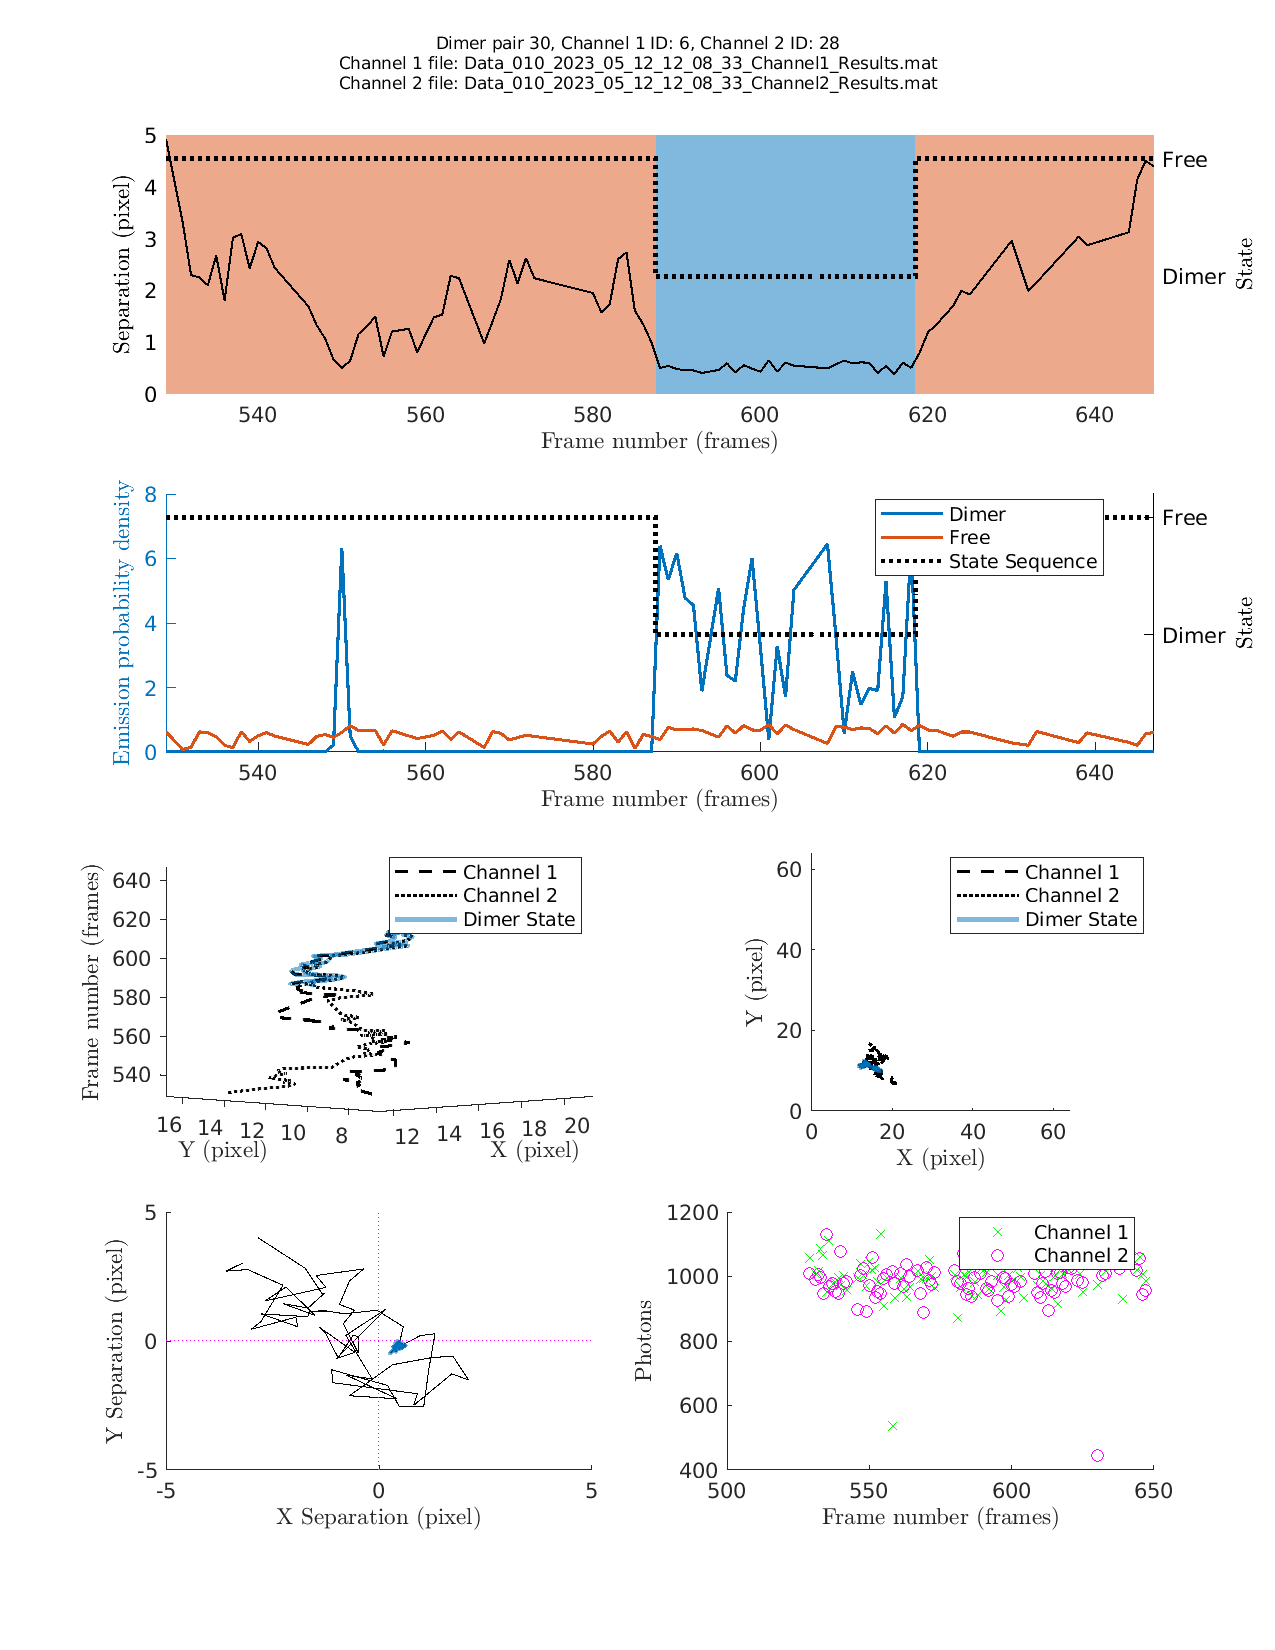 Dimer pair 30, Channel 1 ID: 6, Channel 2 ID: 28
Channel 1 file: Data_010_2023_05_12_12_08_33_Channel1_Results.mat
Channel 2 file: Data_010_2023_05_12_12_08_33_Channel2_Results.mat
5
4
3
2
1
0
Separation (pixel)
Free
Dimer
State
540 560 580 600 620 640
Frame number (frames)
8
6
4
2
0
Emission probability density
Dimer
Free
State Sequence
Free
Dimer
State
540 560 580 600 620 640
Frame number (frames)
640
620
600
580
560
540
Frame number (frames)
Channel 1
Channel 2
Dimer State
16 14 12 10 8
12 14 16 18 20
Y (pixel)
X (pixel)
60
40
20
0
Y (pixel)
Channel 1
Channel 2
Dimer State
0 20 40 60
X (pixel)
5
0
-5
Y Separation (pixel)
-5 0 5
X Separation (pixel)
1200
1000
800
600
400
Photons
Channel 1
Channel 2
500 550 600 650
Frame number (frames)